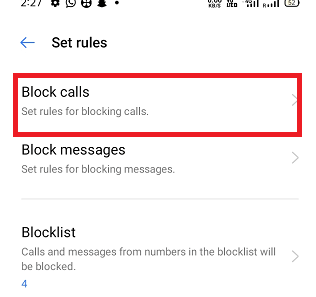 2:27
52
Set rules
Block calls
Set rules for blocking calls.
Block messages
Set rules for blocking messages.
Blocklist
Calls and messages from numbers in the blocklist will
be blocked.
4